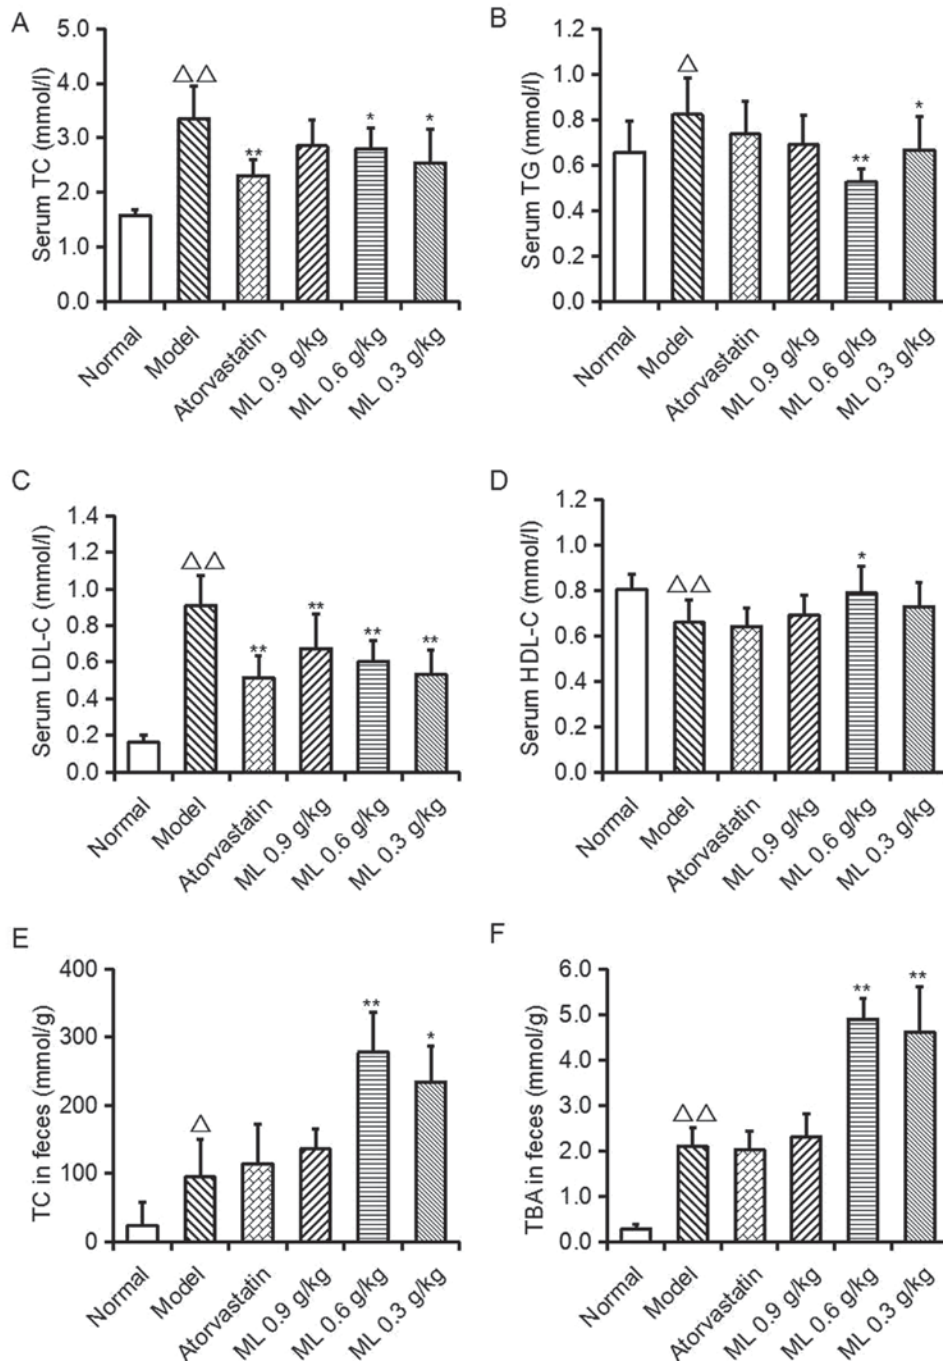 A
Serum TC (mmol/l)
5.0
4.0
3.0
2.0
1.0
0.0
△△
**
*
*
Normal
Model
Atorvastatin
ML 0.9 g/kg
ML 0.6 g/kg
ML 0.3 g/kg
B
Serum TG (mmol/l)
1.2
1.0
0.8
0.6
0.4
0.2
0.0
△
**
*
Normal
Model
Atorvastatin
ML 0.9 g/kg
ML 0.6 g/kg
ML 0.3 g/kg
C
Serum LDL-C (mmol/l)
1.4
1.2
1.0
0.8
0.6
0.4
0.2
0.0
△△
**
**
**
**
Normal
Model
Atorvastatin
ML 0.9 g/kg
ML 0.6 g/kg
ML 0.3 g/kg
D
Serum HDL-C (mmol/l)
1.2
1.0
0.8
0.6
0.4
0.2
0.0
△△
*
Normal
Model
Atorvastatin
ML 0.9 g/kg
ML 0.6 g/kg
ML 0.3 g/kg
E
TC in feces (mmol/g)
400
300
200
100
0
△
**
*
Normal
Model
Atorvastatin
ML 0.9 g/kg
ML 0.6 g/kg
ML 0.3 g/kg
F
TBA in feces (mmol/g)
6.0
5.0
4.0
3.0
2.0
1.0
0.0
△△
**
**
Normal
Model
Atorvastatin
ML 0.9 g/kg
ML 0.6 g/kg
ML 0.3 g/kg